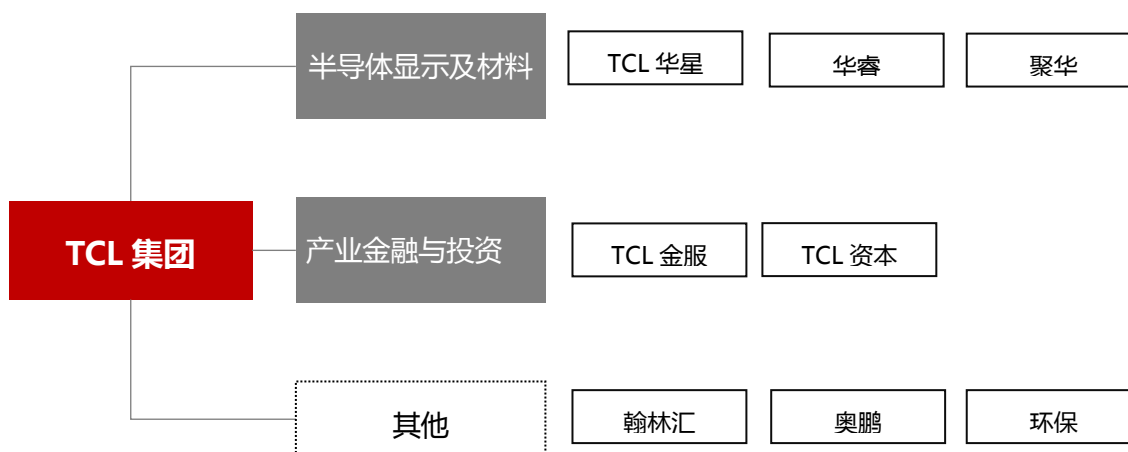 半导体显示及材料
TCL 华星
华睿
聚华
TCL 集团
产业金融与投资
TCL 金服
TCL 资本
其他
翰林汇
奥鹏
环保